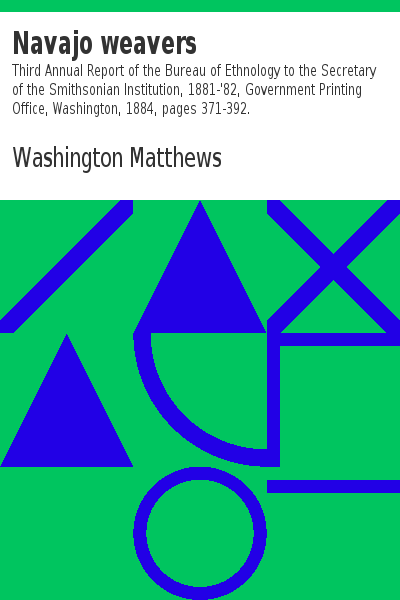 Navajo weavers
Third Annual Report of the Bureau of Ethnology to the Secretary
of the Smithsonian Institution, 1881-'82, Government Printing
Office, Washington, 1884, pages 371-392.
Washington Matthews